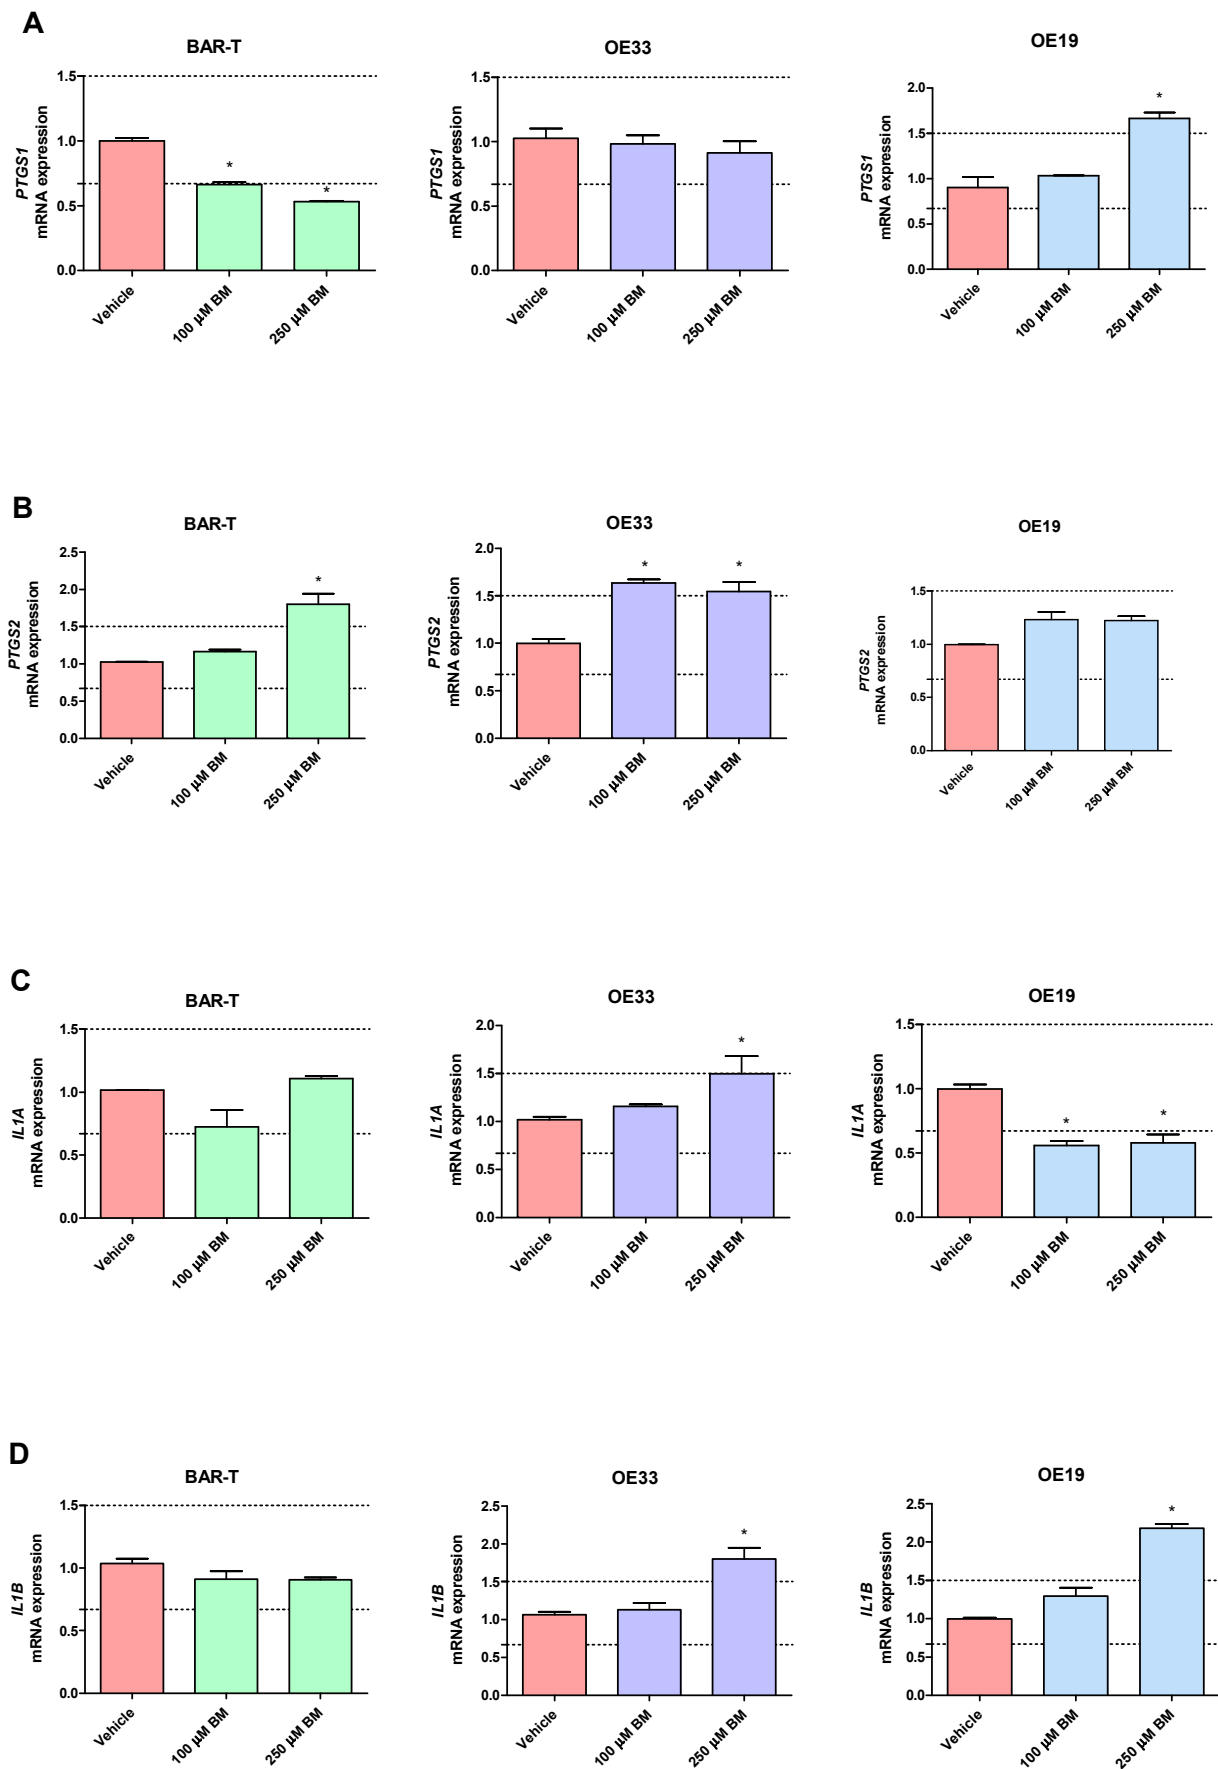 A
BAR-T
OE33
OE19
PTGS1
mRNA expression
1.5
1.0
0.5
0.0
*
*
Vehicle
100 µM BM
250 µM BM
PTGS1
mRNA expression
1.5
1.0
0.5
0.0
Vehicle
100 µM BM
250 µM BM
PTGS1
mRNA expression
2.0
1.5
1.0
0.5
0.0
*
Vehicle
100 µM BM
250 µM BM
B
BAR-T
OE33
OE19
PTGS2
mRNA expression
2.5
2.0
1.5
1.0
0.5
0.0
*
Vehicle
100 µM BM
250 µM BM
PTGS2
mRNA expression
2.0
1.5
1.0
0.5
0.0
*
*
Vehicle
100 µM BM
250 µM BM
PTGS2
mRNA expression
1.5
1.0
0.5
0.0
Vehicle
100 µM BM
250 µM BM
C
BAR-T
OE33
OE19
IL1A
mRNA expression
1.5
1.0
0.5
0.0
Vehicle
100 µM BM
250 µM BM
IL1A
mRNA expression
2.0
1.5
1.0
0.5
0.0
*
Vehicle
100 µM BM
250 µM BM
IL1A
mRNA expression
1.5
1.0
0.5
0.0
*
*
Vehicle
100 µM BM
250 µM BM
D
BAR-T
OE33
OE19
IL1B
mRNA expression
1.5
1.0
0.5
0.0
Vehicle
100 µM BM
250 µM BM
IL1B
mRNA expression
2.5
2.0
1.5
1.0
0.5
0.0
*
Vehicle
100 µM BM
250 µM BM
IL1B
mRNA expression
2.5
2.0
1.5
1.0
0.5
0.0
*
Vehicle
100 µM BM
250 µM BM